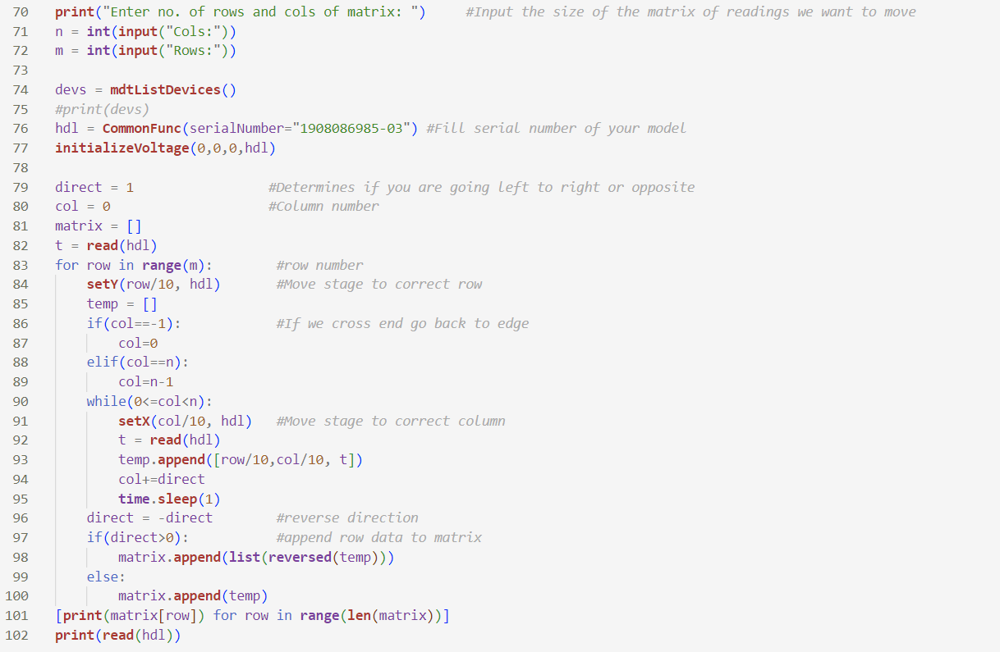 70 print("Enter no. of rows and cols of matrix: ") #Input the size of the matrix of readings we want to move
71 n = int(input("Cols:"))
72 m = int(input("Rows:"))
73
74 devs = mdtListDevices()
75 #print(devs)
76 hdl = CommonFunc(serialNumber="1908086985-03") #Fill serial number of your model
77 initializeVoltage(0,0,0,hdl)
78
79 direct = 1 #Determines if you are going left to right or opposite
80 col = 0 #Column number
81 matrix = []
82 t = read(hdl)
83 for row in range(m): #row number
84 setY(row/10, hdl) #Move stage to correct row
85 temp = []
86 if(col==-1): #If we cross end go back to edge
87 col=0
88 elif(col==n):
89 col=n-1
90 while(0<=col<n):
91 setX(col/10, hdl) #Move stage to correct column
92 t = read(hdl)
93 temp.append([row/10,col/10, t])
94 col+=direct
95 time.sleep(1)
96 direct = -direct #reverse direction
97 if(direct>0): #append row data to matrix
98 matrix.append(list(reversed(temp)))
99 else:
100 matrix.append(temp)
101 [print(matrix[row]) for row in range(len(matrix))]
102 print(read(hdl))